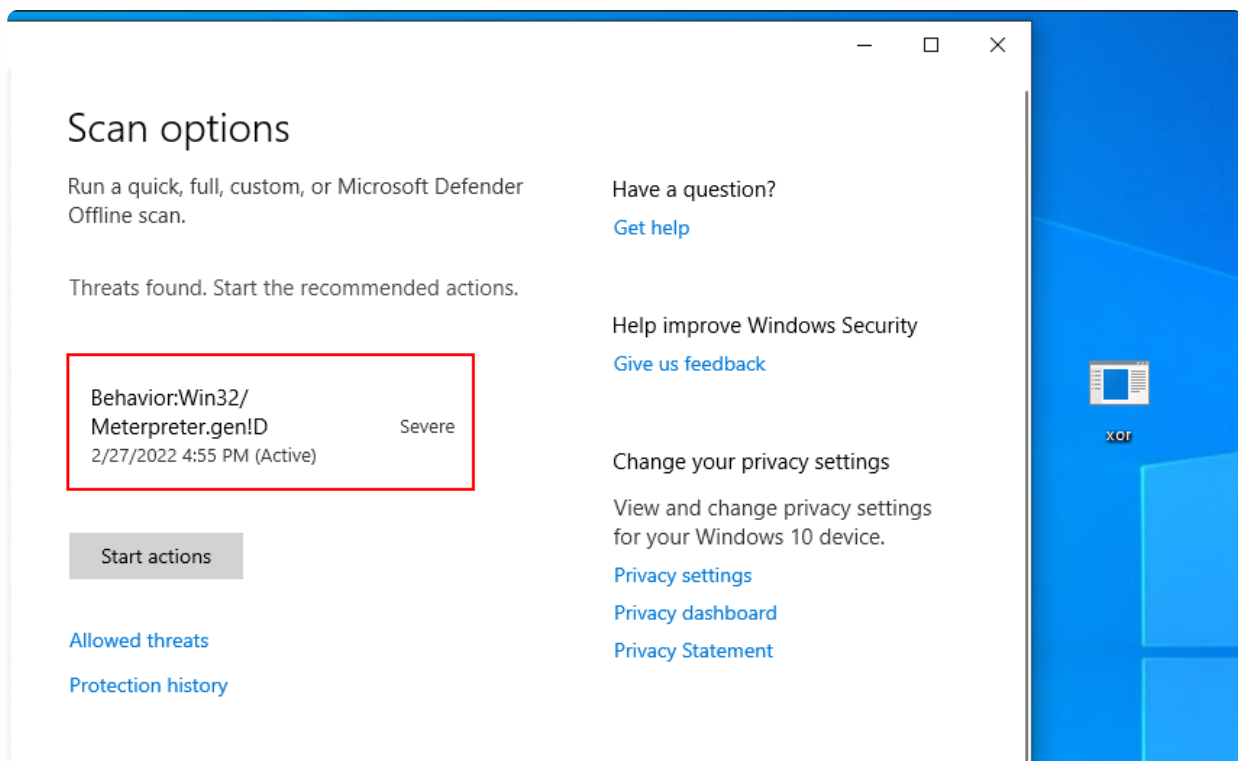 Scan options
Run a quick, full, custom, or Microsoft Defender
Offline scan.
Threats found. Start the recommended actions.
Behavior:Win32/
Meterpreter.gen!D
Severe
2/27/2022 4:55 PM (Active)
Start actions
Allowed threats
Protection history
Have a question?
Get help
Help improve Windows Security
Give us feedback
Change your privacy settings
View and change privacy settings
for your Windows 10 device.
Privacy settings
Privacy dashboard
Privacy Statement
xor